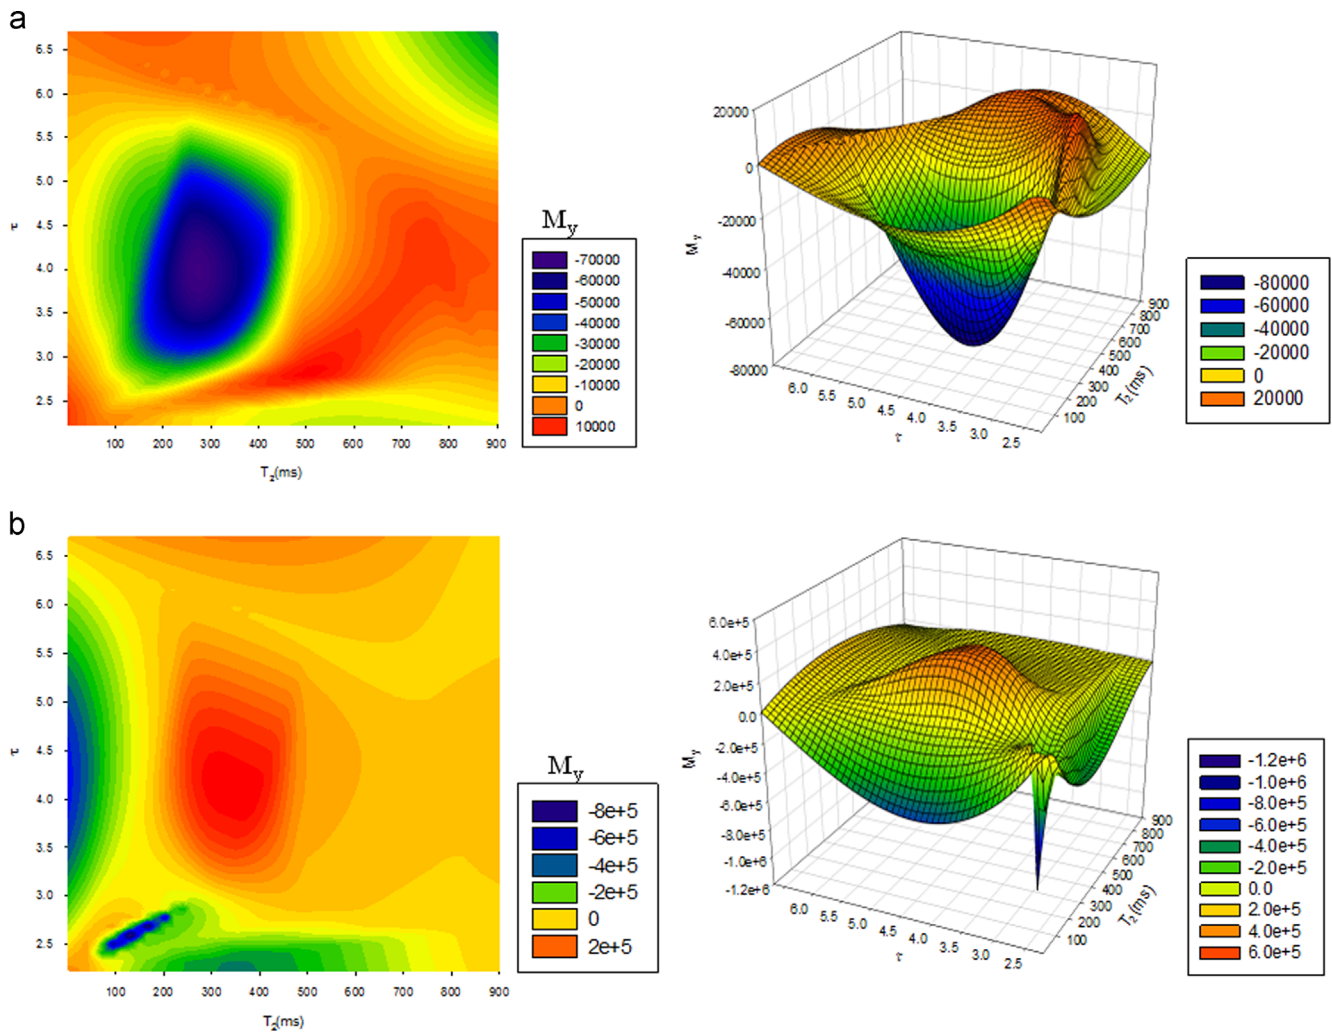 a
6.5
6.0
5.5
5.0
4.5
4.0
3.5
3.0
2.5
τ
100 200 300 400 500 600 700 800 900
T2(ms)
My
-70000
-60000
-50000
-40000
-30000
-20000
-10000
0
10000
20000
0
-20000
-40000
-60000
-80000
My
6.0 5.5 5.0 4.5 4.0 3.5 3.0 2.5
τ
100 200 300 400 500 600 700 800 900
T2(ms)
-80000
-60000
-40000
-20000
0
20000
b
6.5
6.0
5.5
5.0
4.5
4.0
3.5
3.0
2.5
τ
100 200 300 400 500 600 700 800 900
T2(ms)
My
-8e+5
-6e+5
-4e+5
-2e+5
0
2e+5
6.0e+5
4.0e+5
2.0e+5
0.0
-2.0e+5
-4.0e+5
-6.0e+5
-8.0e+5
-1.0e+6
-1.2e+6
My
6.0 5.5 5.0 4.5 4.0 3.5 3.0 2.5
τ
100 200 300 400 500 600 700 800 900
T2(ms)
-1.2e+6
-1.0e+6
-8.0e+5
-6.0e+5
-4.0e+5
-2.0e+5
0.0
2.0e+5
4.0e+5
6.0e+5